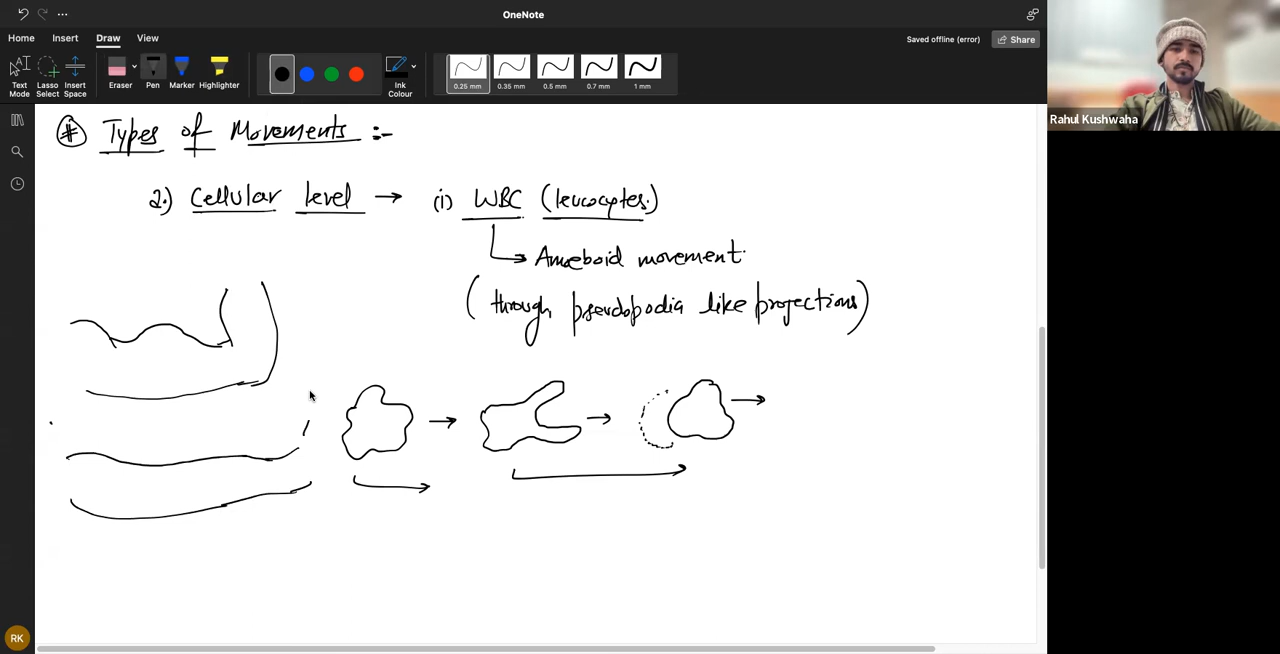 OneNote
Home Insert Draw View
Saved offline (error) Share
Text Mode
Lasso Select
Insert Space
Eraser
Pen
Marker
Highlighter
Ink Colour
0.25 mm 0.35 mm 0.5 mm 0.7 mm 1 mm
Rahul Kushwaha
# Types of Movements :-
2.) Cellular level → (i) WBC (leucocytes.)
→ Amoeboid movement.
(through pseudopodia like projections)
RK